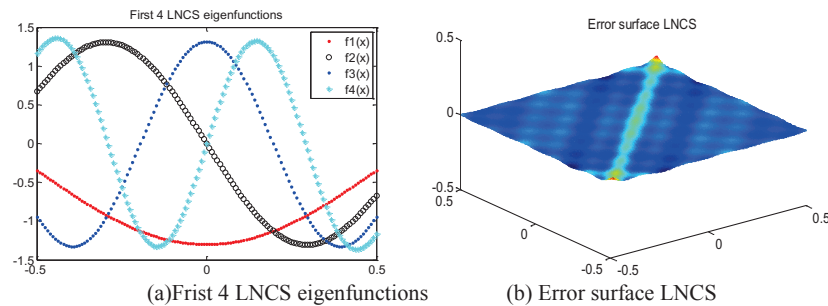 Frist 4 LNCS eigenfunctions
1.5
1
0.5
0
-0.5
-1
-1.5
-0.5
0
0.5
f1(x)
f2(x)
f3(x)
f4(x)
(a)Frist 4 LNCS eigenfunctions
Error surface LNCS
0.5
0
-0.5
0.5
0
-0.5
-0.5
0
0.5
(b) Error surface LNCS